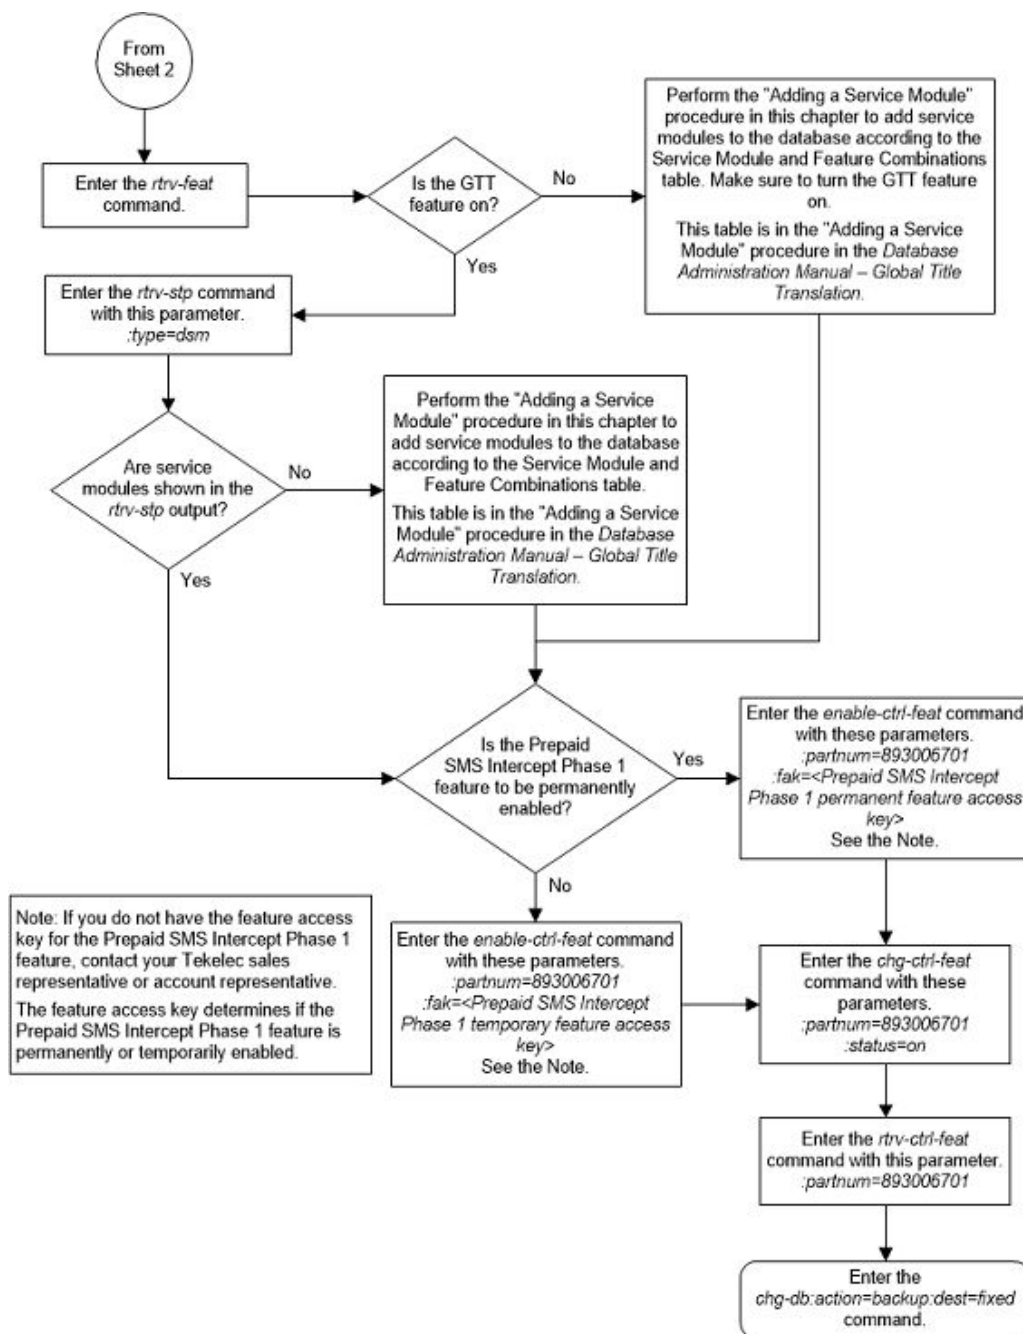 From
Sheet 2
Enter the rtrv-feat
command.
Is the GTT
feature on?
No
Yes
Perform the "Adding a Service Module"
procedure in this chapter to add service
modules to the database according to the
Service Module and Feature Combinations
table. Make sure to turn the GTT feature
on.
This table is in the "Adding a Service
Module" procedure in the Database
Administration Manual – Global Title
Translation.
Enter the rtrv-stp command
with this parameter.
:type=dsm
Are service
modules shown in the
rtrv-stp output?
No
Yes
Perform the "Adding a Service
Module" procedure in this chapter to
add service modules to the database
according to the Service Module and
Feature Combinations table.
This table is in the "Adding a Service
Module" procedure in the Database
Administration Manual – Global Title
Translation.
Is the Prepaid
SMS Intercept Phase 1
feature to be permanently
enabled?
Yes
No
Enter the enable-ctrl-feat command
with these parameters.
:partnum=893006701
:fak=<Prepaid SMS Intercept
Phase 1 permanent feature access
key>
See the Note.
Note: If you do not have the feature access
key for the Prepaid SMS Intercept Phase 1
feature, contact your Tekelec sales
representative or account representative.
The feature access key determines if the
Prepaid SMS Intercept Phase 1 feature is
permanently or temporarily enabled.
Enter the enable-ctrl-feat command
with these parameters.
:partnum=893006701
:fak=<Prepaid SMS Intercept
Phase 1 temporary feature access
key>
See the Note.
Enter the chg-ctrl-feat
command with these
parameters.
:partnum=893006701
:status=on
Enter the rtrv-ctrl-feat
command with this parameter.
:partnum=893006701
Enter the
chg-db:action=backup:dest=fixed
command.